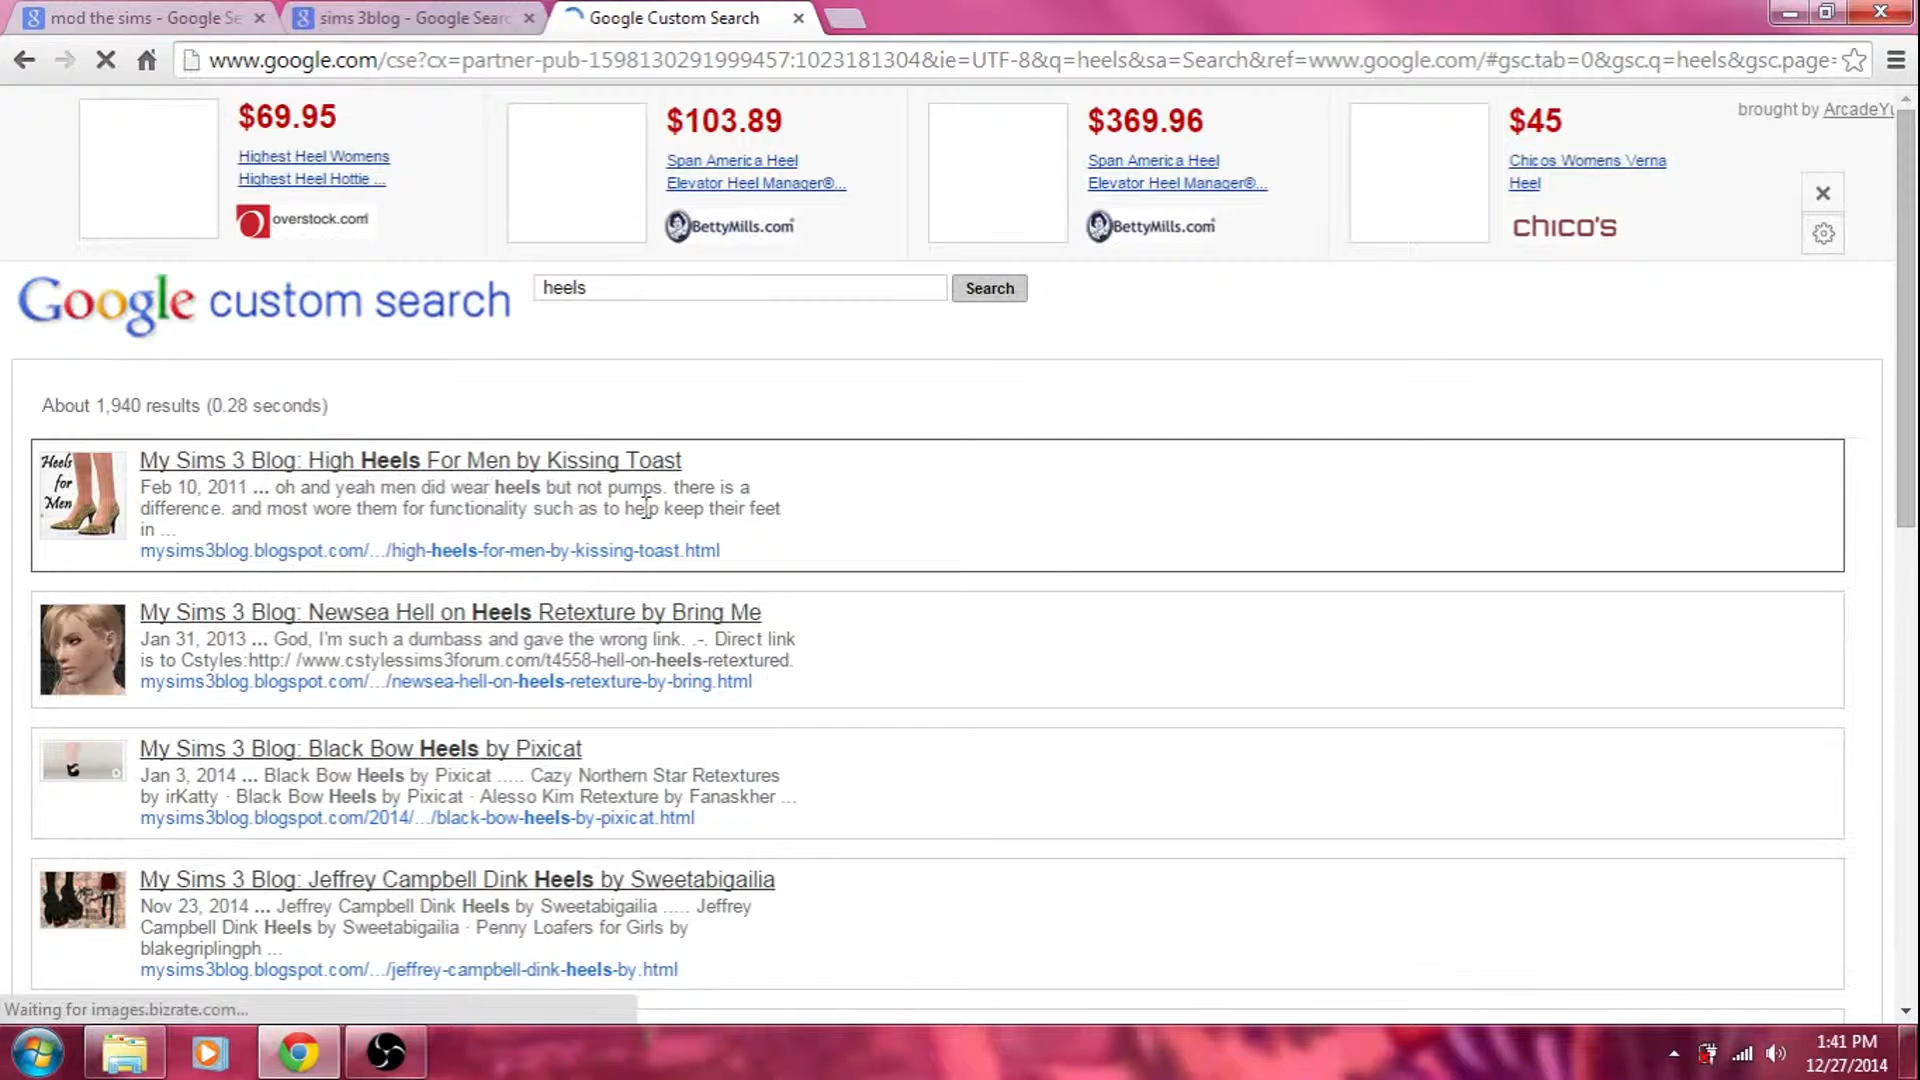 mod the sims - Google Se
sims 3blog - Google Searc
Google Custom Search
www.google.com/cse?cx=partner-pub-1598130291999457:1023181304&ie=UTF-8&q=heels&sa=Search&ref=www.google.com/#gsc.tab=0&gsc.q=heels&gsc.page=
$69.95
Highest Heel Womens
Highest Heel Hottie ...
overstock.com
$103.89
Span America Heel
Elevator Heel Manager®...
BettyMills.com
$369.96
Span America Heel
Elevator Heel Manager®...
BettyMills.com
$45
Chicos Womens Verna
Heel
chico's
brought by ArcadeYu
Google custom search
heels
Search
About 1,940 results (0.28 seconds)
Heels
for
Men
My Sims 3 Blog: High Heels For Men by Kissing Toast
Feb 10, 2011 ... oh and yeah men did wear heels but not pumps. there is a
difference. and most wore them for functionality such as to help keep their feet
in ...
mysims3blog.blogspot.com/.../high-heels-for-men-by-kissing-toast.html
My Sims 3 Blog: Newsea Hell on Heels Retexture by Bring Me
Jan 31, 2013 ... God, I'm such a dumbass and gave the wrong link. .-. Direct link
is to Cstyles:http:/ /www.cstylessims3forum.com/t4558-hell-on-heels-retextured.
mysims3blog.blogspot.com/.../newsea-hell-on-heels-retexture-by-bring.html
My Sims 3 Blog: Black Bow Heels by Pixicat
Jan 3, 2014 ... Black Bow Heels by Pixicat ..... Cazy Northern Star Retextures
by irKatty · Black Bow Heels by Pixicat · Alesso Kim Retexture by Fanaskher ...
mysims3blog.blogspot.com/2014/.../black-bow-heels-by-pixicat.html
My Sims 3 Blog: Jeffrey Campbell Dink Heels by Sweetabigailia
Nov 23, 2014 ... Jeffrey Campbell Dink Heels by Sweetabigailia ..... Jeffrey
Campbell Dink Heels by Sweetabigailia · Penny Loafers for Girls by
blakegriplingph ...
mysims3blog.blogspot.com/.../jeffrey-campbell-dink-heels-by.html
Waiting for images.bizrate.com...
1:41 PM
12/27/2014